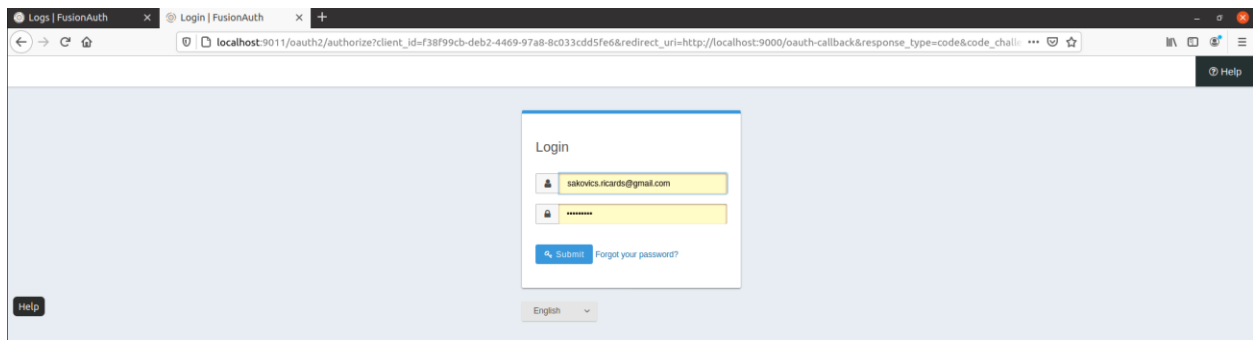 Logs | FusionAuth
Login | FusionAuth
localhost:9011/oauth2/authorize?client_id=f38f99cb-deb2-4469-97a8-8c033cdd5fe6&redirect_uri=http://localhost:9000/oauth-callback&response_type=code&code_challe
Help
Login
sakovics.ricards@gmail.com
Submit Forgot your password?
Help
English